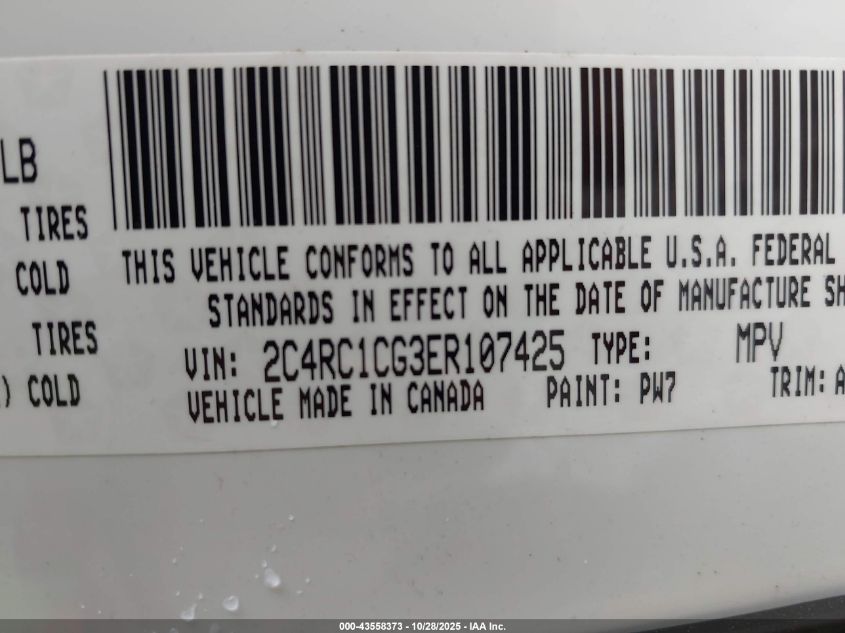 LB
TIRES
COLD
TIRES
) COLD
THIS VEHICLE CONFORMS TO ALL APPLICABLE U.S.A. FEDERAL
STANDARDS IN EFFECT ON THE DATE OF MANUFACTURE SH
VIN: 2C4RC1CG3ER107425 TYPE: MPV
VEHICLE MADE IN CANADA PAINT: PW7 TRIM: A
000-43558373 - 10/28/2025 - IAA Inc.